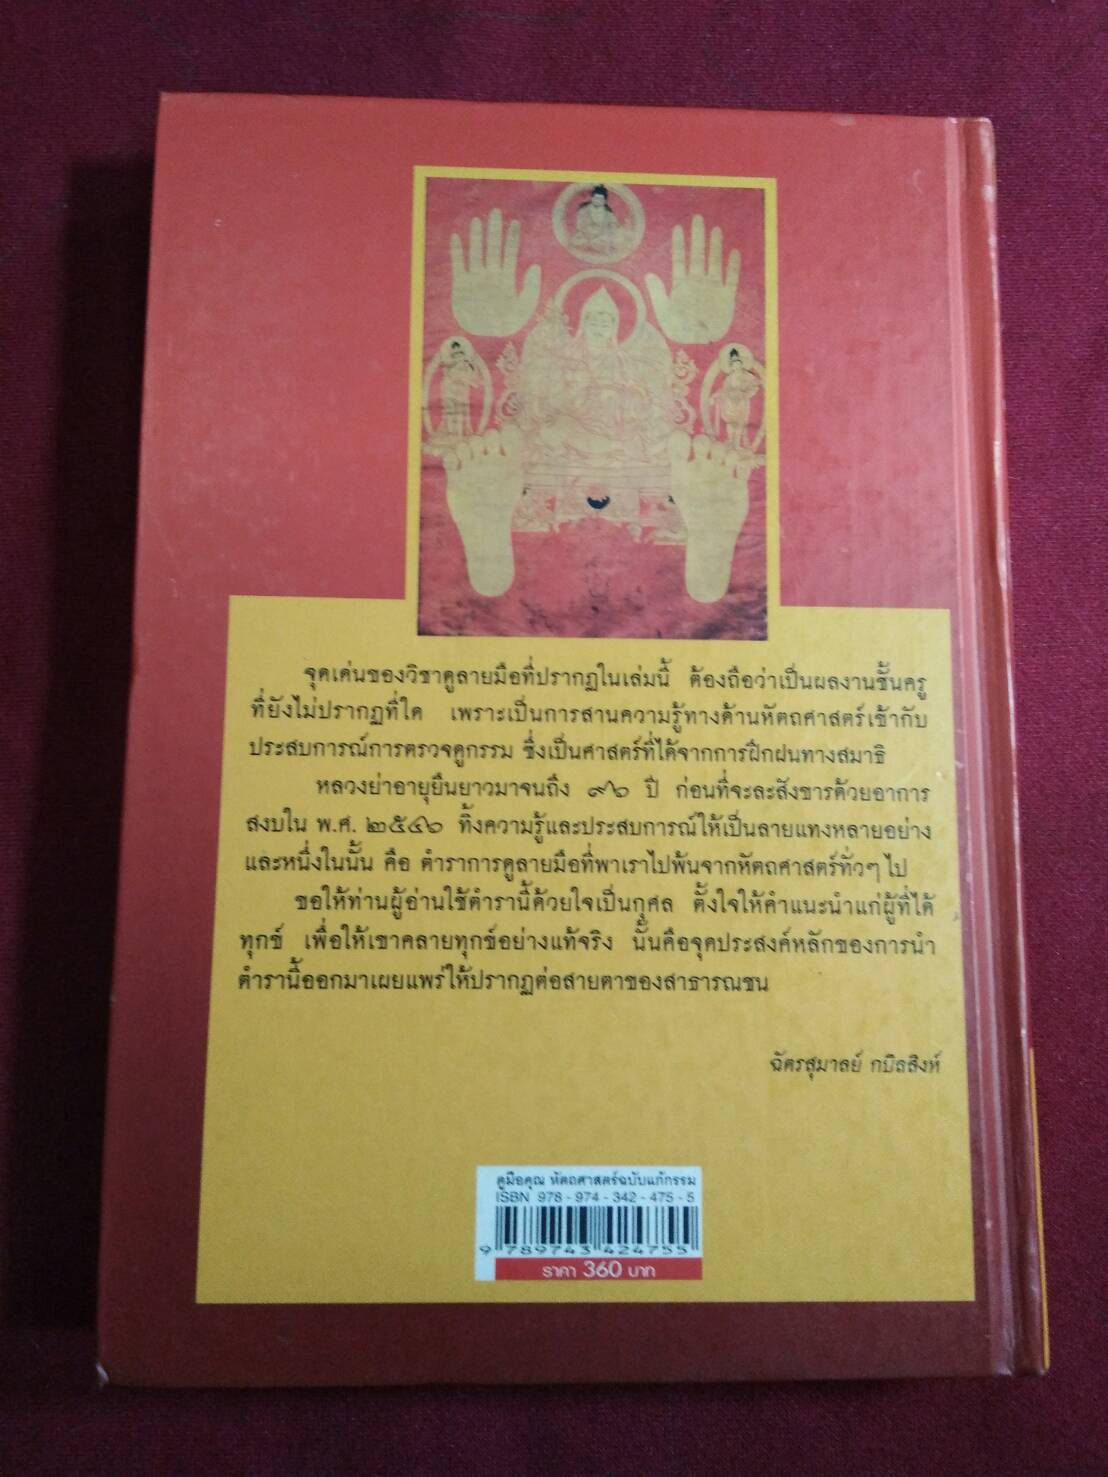 จุดเด่นของวิชาดูลายมือที่ปรากฏในเล่มนี้ ต้องถือว่าเป็นผลงานชั้นครู
ที่ยังไม่ปรากฏที่ใด เพราะเป็นการสานความรู้ทางด้านหัตถศาสตร์เข้ากับ
ประสบการณ์การตรวจดูกรรม ซึ่งเป็นศาสตร์ที่ได้จากการฝึกฝนทางสมาธิ
หลวงย่าอายุยืนยาวมาจนถึง ๙๖ ปี ก่อนที่จะละสังขารด้วยอาการ
สงบใน พ.ศ. ๒๕๔๖ ทิ้งความรู้และประสบการณ์ให้เป็นลายแทงหลายอย่าง
และหนึ่งในนั้น คือ ตำราการดูลายมือที่พาเราไปพ้นจากหัตถศาสตร์ทั่วๆ ไป
ขอให้ท่านผู้อ่านใช้ตำรานี้ด้วยใจเป็นกุศล ตั้งใจให้คำแนะนำแก่ผู้ที่ได้
ทุกข์ เพื่อให้เขาคลายทุกข์อย่างแท้จริง นั้นคือจุดประสงค์หลักของการนำ
ตำรานี้ออกมาเผยแพร่ให้ปรากฏต่อสายตาของสาธารณชน
ฉัตรสุมาลย์ กบิลสิงห์
ดูมือคุณ หัตถศาสตร์ฉบับแก้กรรม
ISBN 978 - 974 - 342 - 475 - 5
9 789743 424755
ราคา 360 บาท